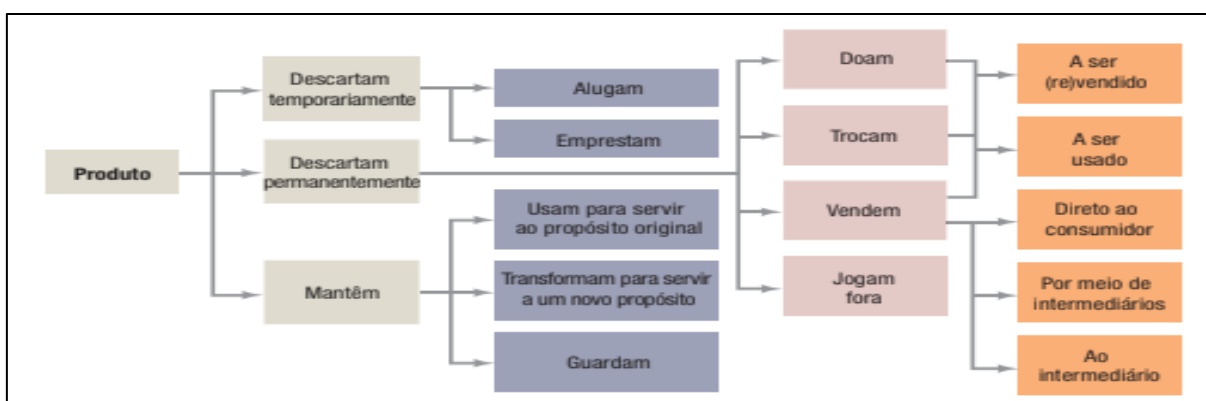 Produto
Descartam
temporariamente
Descartam
permanentemente
Mantêm
Alugam
Emprestam
Usam para servir
ao propósito original
Transformam para servir
a um novo propósito
Guardam
Doam
Trocam
Vendem
Jogam
fora
A ser
(re)vendido
A ser
usado
Direto ao
consumidor
Por meio de
intermediários
Ao
intermediário